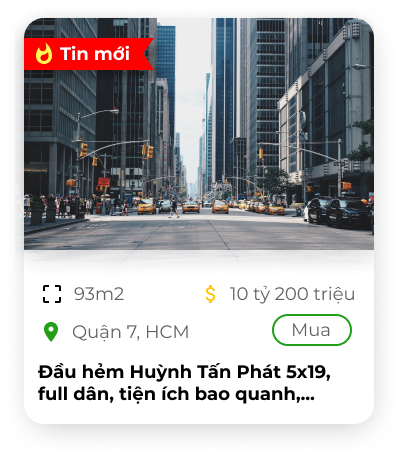 Tin mới
93m2
$ 10 tỷ 200 triệu
Quận 7, HCM
Mua
Đầu hẻm Huỳnh Tấn Phát 5x19,
full dân, tiện ích bao quanh,...